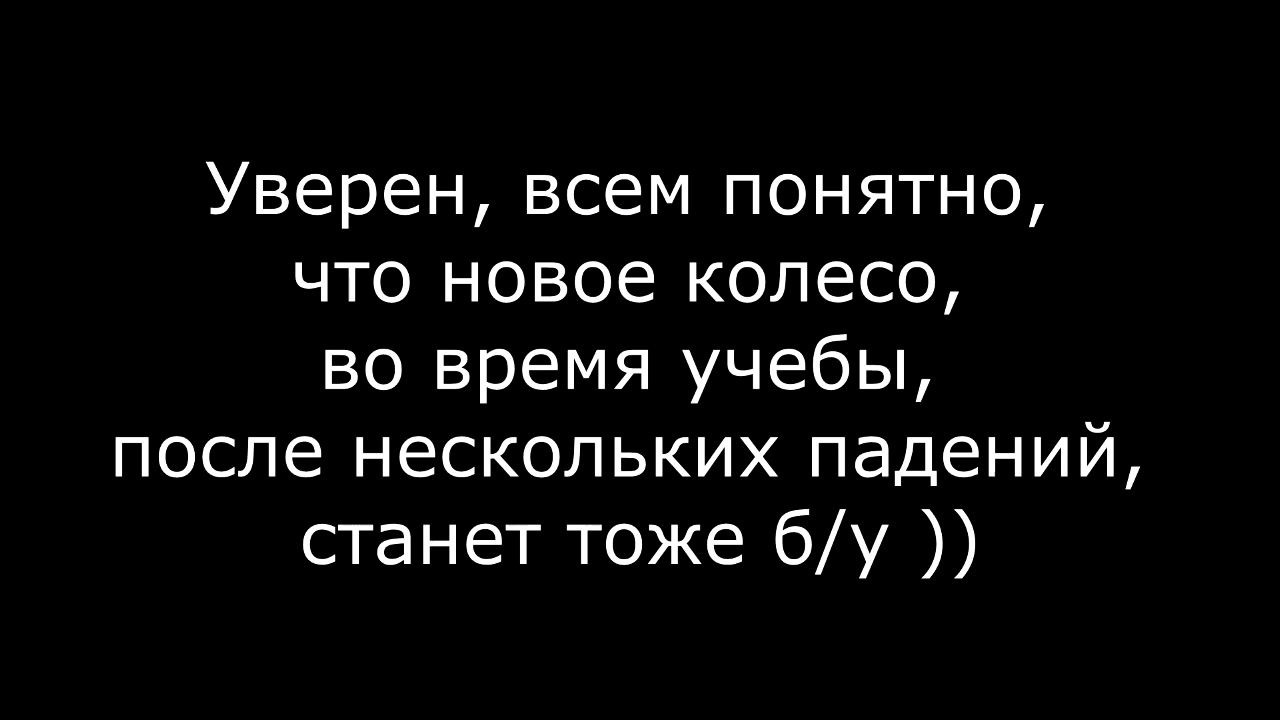 Уверен, всем понятно,
что новое колесо,
во время учебы,
после нескольких падений,
станет тоже б/у ))